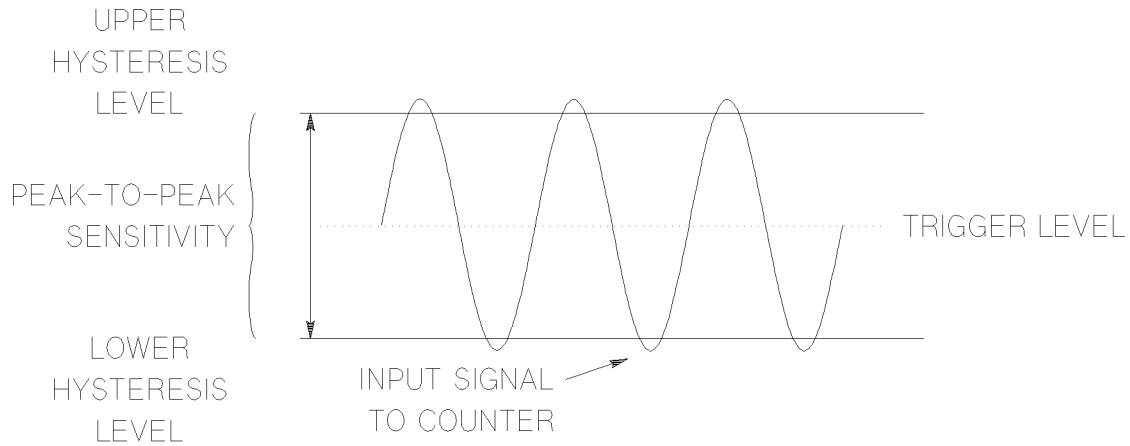 UPPER
HYSTERESIS
LEVEL
PEAK-TO-PEAK
SENSITIVITY
TRIGGER LEVEL
LOWER
HYSTERESIS
LEVEL
INPUT SIGNAL
TO COUNTER